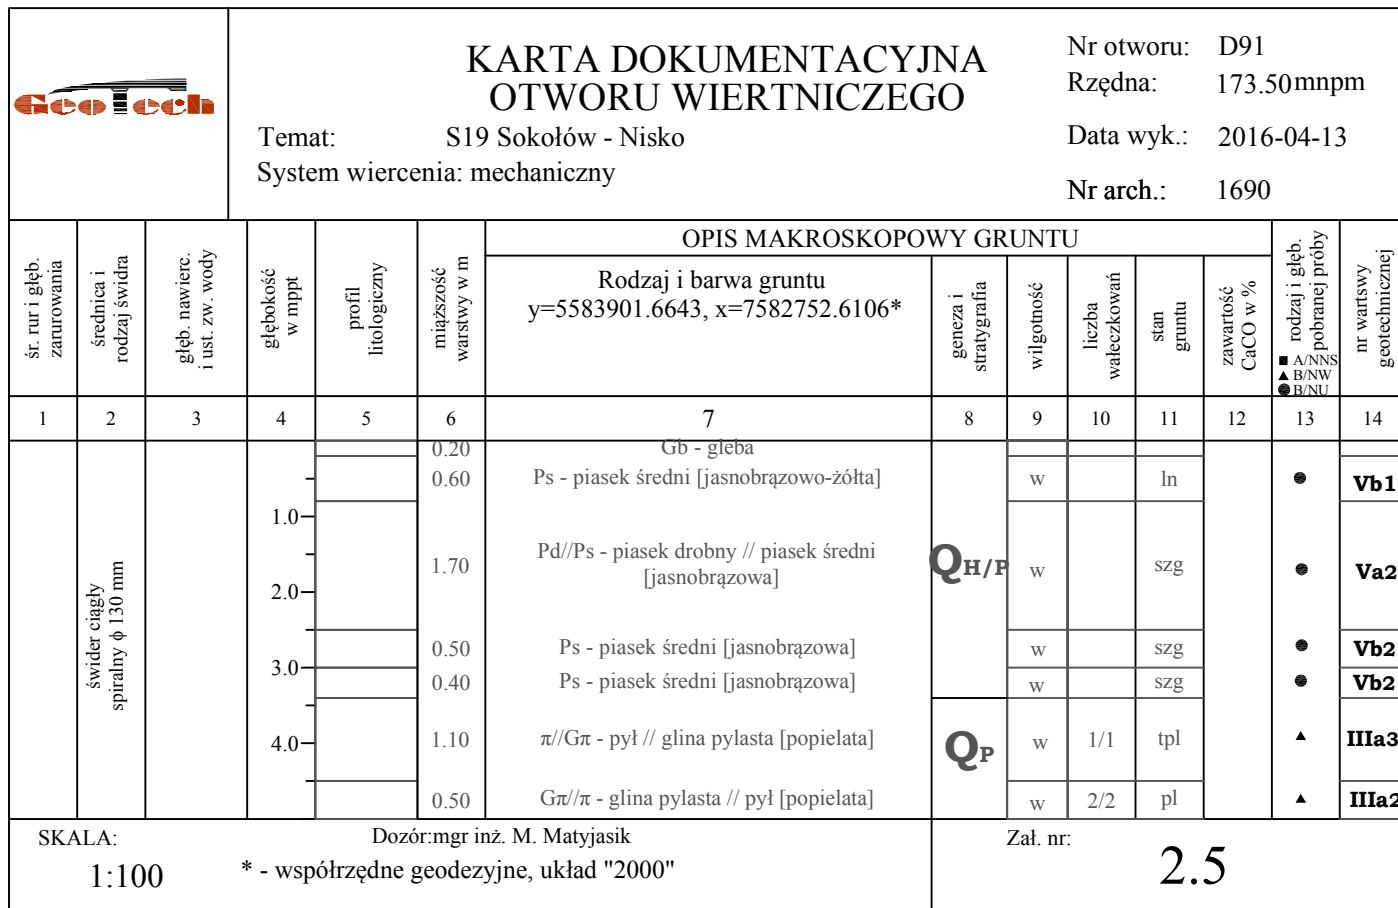 GeoTech
KARTA DOKUMENTACYJNA
OTWORU WIERTNICZEGO
Temat: S19 Sokołów - Nisko
System wiercenia: mechaniczny
Nr otworu: D91
Rzędna: 173.50mnpm
Data wyk.: 2016-04-13
Nr arch.: 1690
śr. rur i głęb.
zarurowania
średnica i
rodzaj świdra
głęb. nawierc.
i ust. zw. wody
głębokość
w mppt
profil
litologiczny
miąższość
warstwy w m
OPIS MAKROSKOPOWY GRUNTU
Rodzaj i barwa gruntu
y=5583901.6643, x=7582752.6106*
geneza i
stratygrafia
wilgotność
liczba
wałeczkowań
stan
gruntu
zawartość
CaCO w %
rodzaj i głęb.
pobranej próby
■ A/NNS
▲ B/NW
● B/NU
nr wartswy
geotechnicznej
1 2 3 4 5 6 7 8 9 10 11 12 13 14
świder ciągły
spiralny ϕ 130 mm
0.20 Gb - gleba
0.60 Ps - piasek średni [jasnobrązowo-żółta] w ln ● Vb1
1.0
1.70 Pd//Ps - piasek drobny // piasek średni
[jasnobrązowa] QH/P w szg ● Va2
2.0
0.50 Ps - piasek średni [jasnobrązowa] w szg ● Vb2
3.0
0.40 Ps - piasek średni [jasnobrązowa] w szg ● Vb2
4.0 1.10 π//Gπ - pył // glina pylasta [popielata] QP w 1/1 tpl ▲ IIIa3
0.50 Gπ//π - glina pylasta // pył [popielata] w 2/2 pl ▲ IIIa2
SKALA:
1:100
Dozór:mgr inż. M. Matyjasik
* - współrzędne geodezyjne, układ "2000"
Zał. nr:
2.5